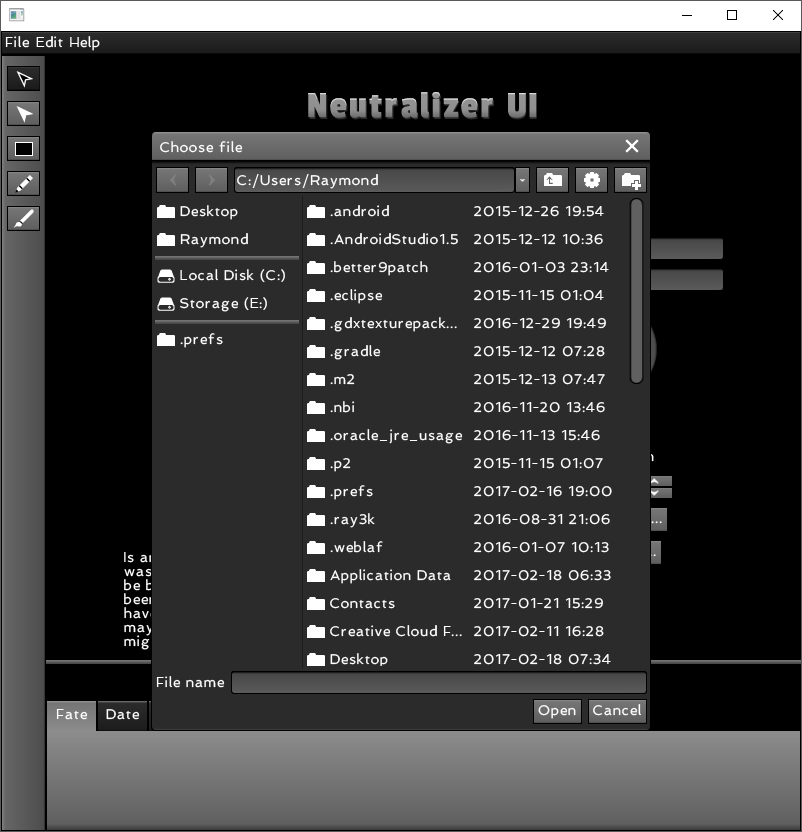 File Edit Help
Neutralizer UI
Choose file
C:/Users/Raymond
Desktop
Raymond
Local Disk (C:)
Storage (E:)
.prefs
.android 2015-12-26 19:54
.AndroidStudio1.5 2015-12-12 10:36
.better9patch 2016-01-03 23:14
.eclipse 2015-11-15 01:04
.gdxtexturepack... 2016-12-29 19:49
.gradle 2015-12-12 07:28
.m2 2015-12-13 07:47
.nbi 2016-11-20 13:46
.oracle_jre_usage 2016-11-13 15:46
.p2 2015-11-15 01:07
.prefs 2017-02-16 19:00
.ray3k 2016-08-31 21:06
.weblaf 2016-01-07 10:13
Application Data 2017-02-18 06:33
Contacts 2017-01-21 15:29
Creative Cloud F... 2017-02-11 16:28
Desktop 2017-02-18 07:34
Is
was
be
may
File name
Open Cancel
Fate Date